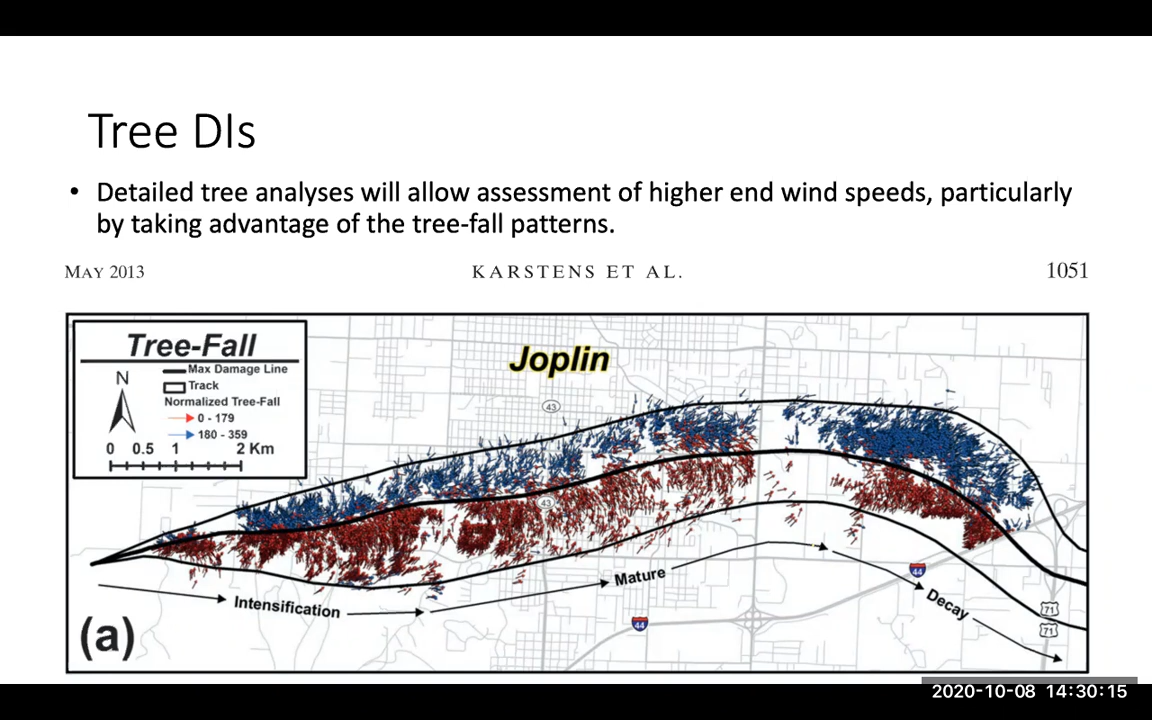 Tree DIs
• Detailed tree analyses will allow assessment of higher end wind speeds, particularly
by taking advantage of the tree-fall patterns.
MAY 2013 KARSTENS ET AL. 1051
Tree-Fall
Max Damage Line
Track
Normalized Tree-Fall
0 - 179
180 - 359
N
0 0.5 1 2 Km
Joplin
43
43
Intensification
Mature
Decay
44
44
71
71
(a)
2020-10-08 14:30:15